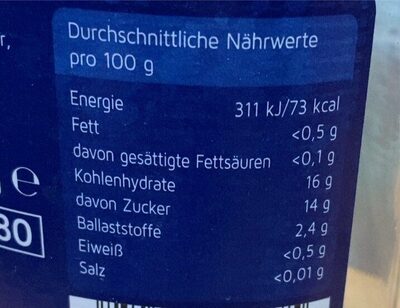 Durchschnittliche Nährwerte
pro 100 g
Energie 311 kJ/73 kcal
Fett <0,5 g
davon gesättigte Fettsäuren <0,1 g
Kohlenhydrate 16 g
davon Zucker 14 g
Ballaststoffe 2,4 g
Eiweiß <0,5 g
Salz <0,01 g
e
80